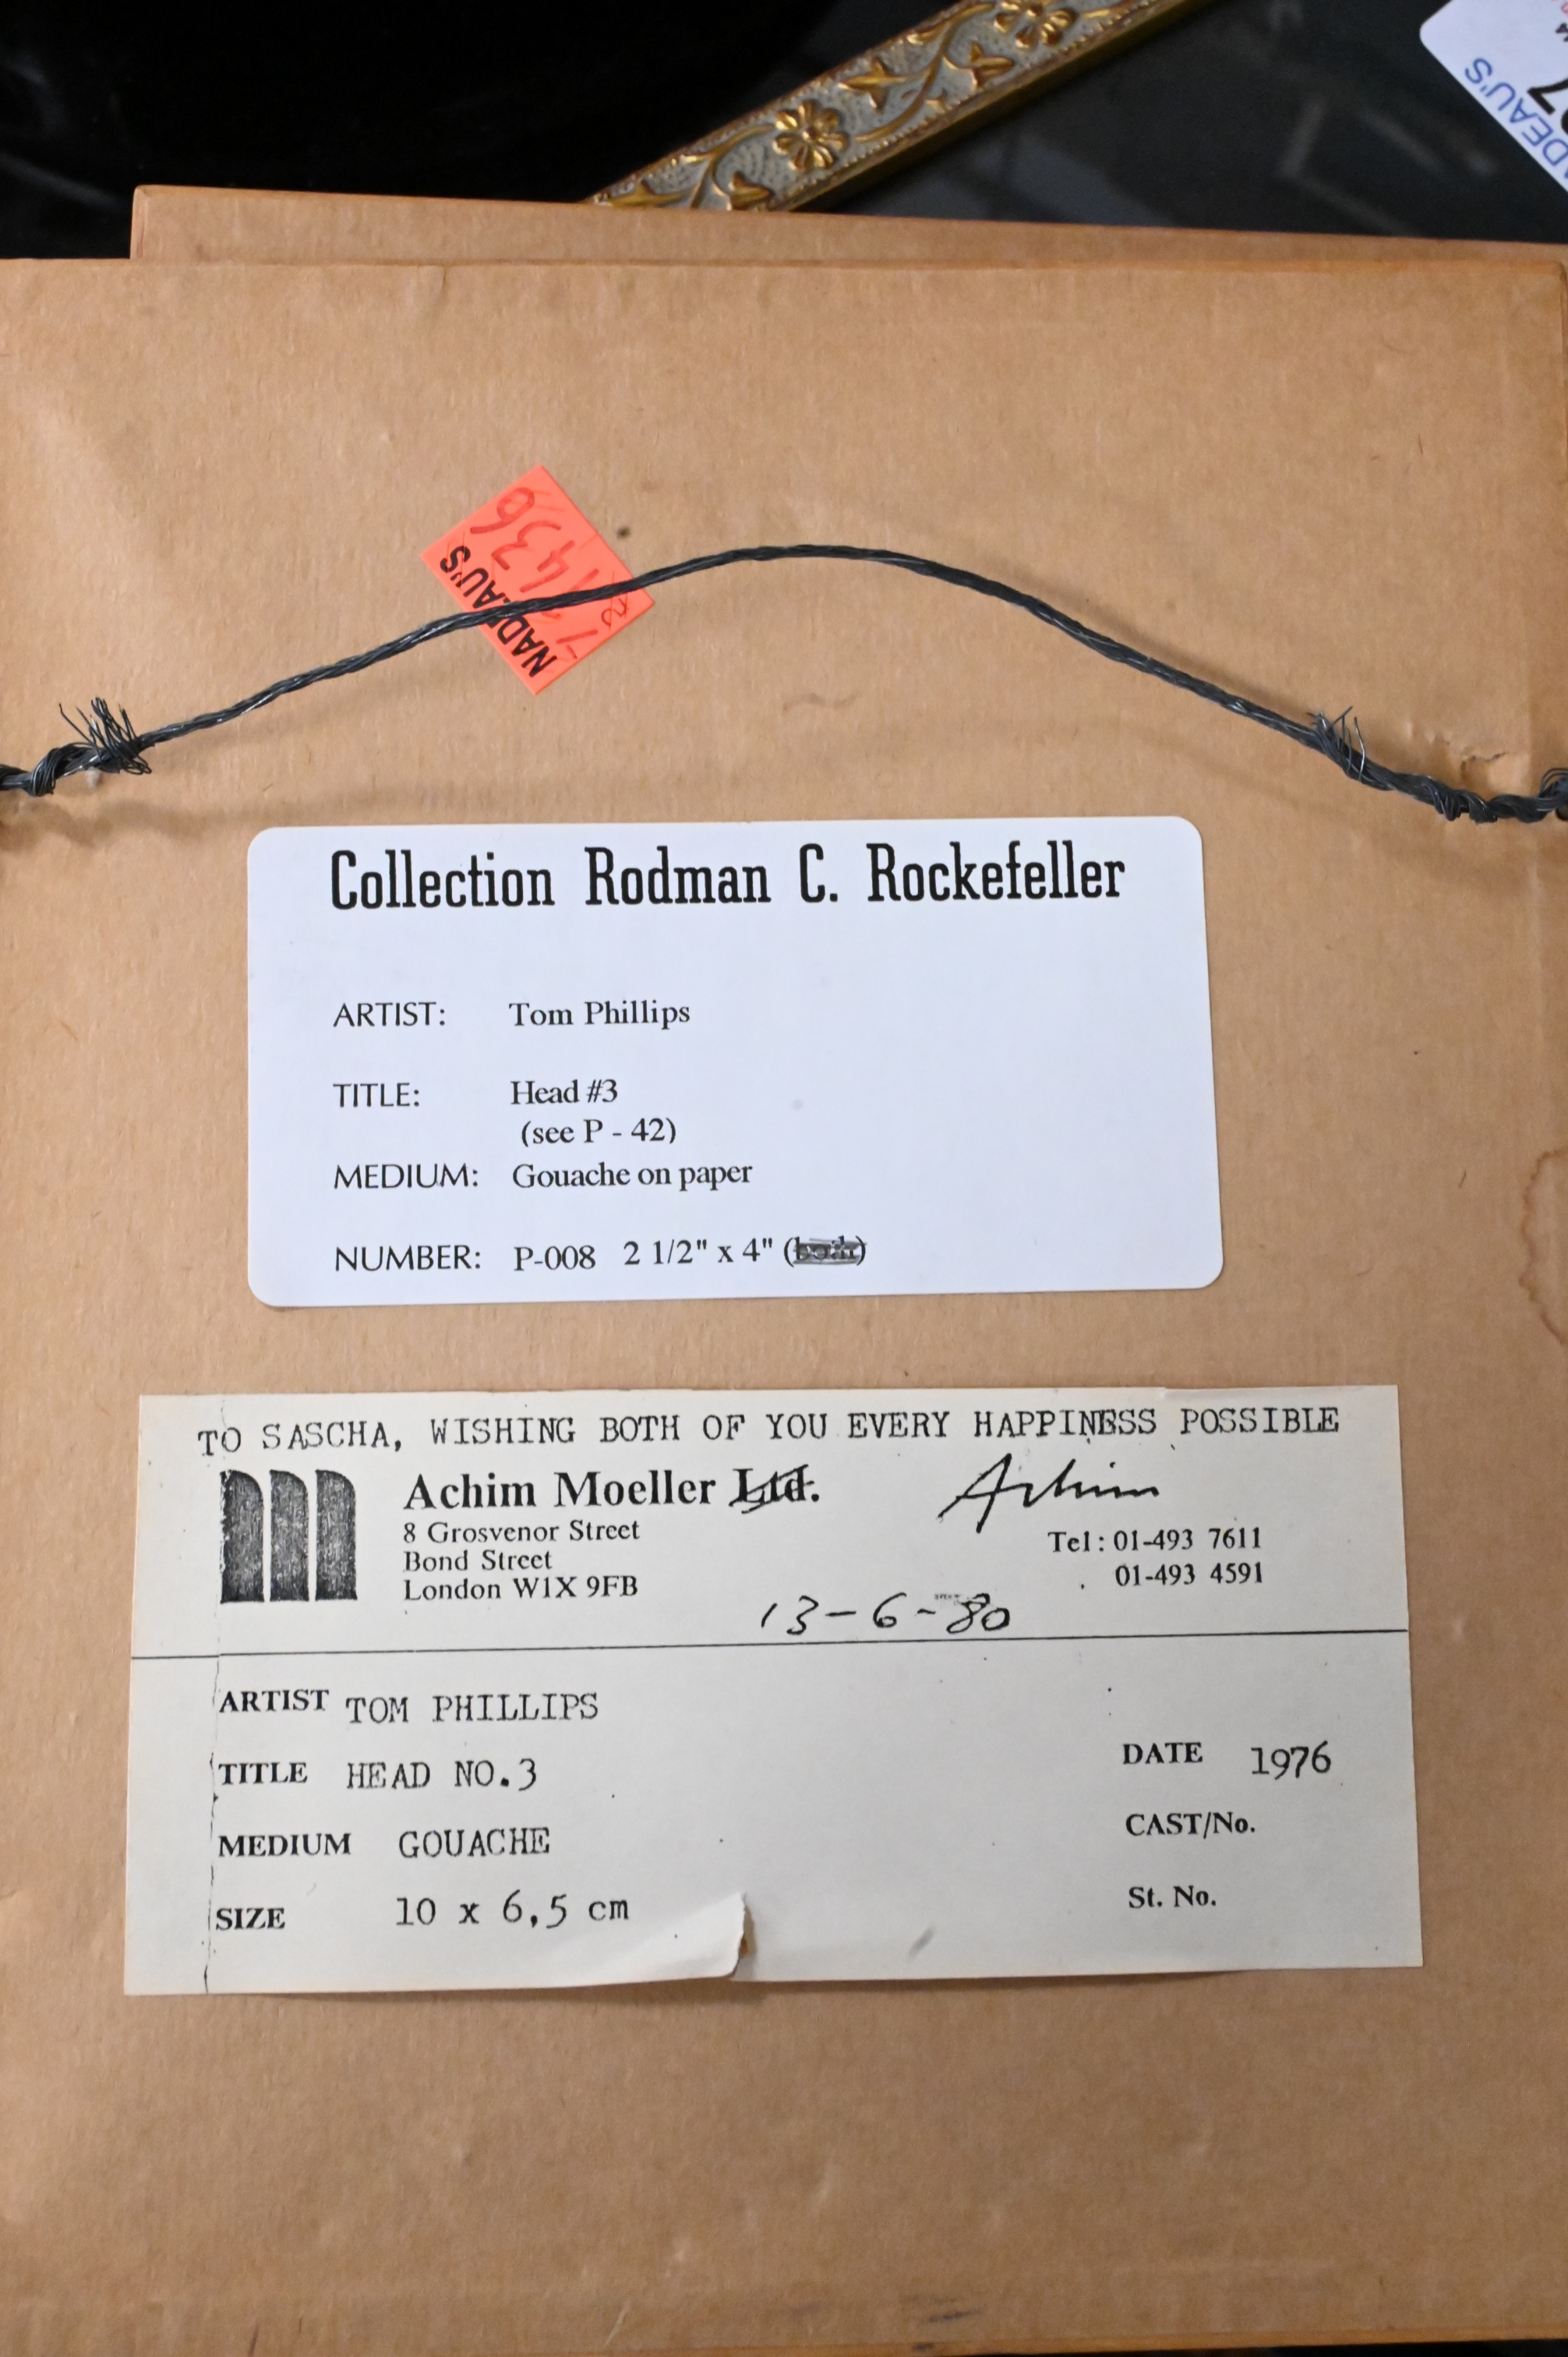 DEAU'S
NADEAU'S
1436
Collection Rodman C. Rockefeller
ARTIST: Tom Phillips
TITLE: Head #3
(see P - 42)
MEDIUM: Gouache on paper
NUMBER: P-008 2 1/2" x 4" (both)
TO SASCHA, WISHING BOTH OF YOU EVERY HAPPINESS POSSIBLE
Achim Moeller Ltd. Achim
8 Grosvenor Street
Bond Street
London W1X 9FB
Tel: 01-493 7611
01-493 4591
13-6-80
ARTIST TOM PHILLIPS
TITLE HEAD NO.3
MEDIUM GOUACHE
SIZE 10 x 6,5 cm
DATE 1976
CAST/No.
St. No.